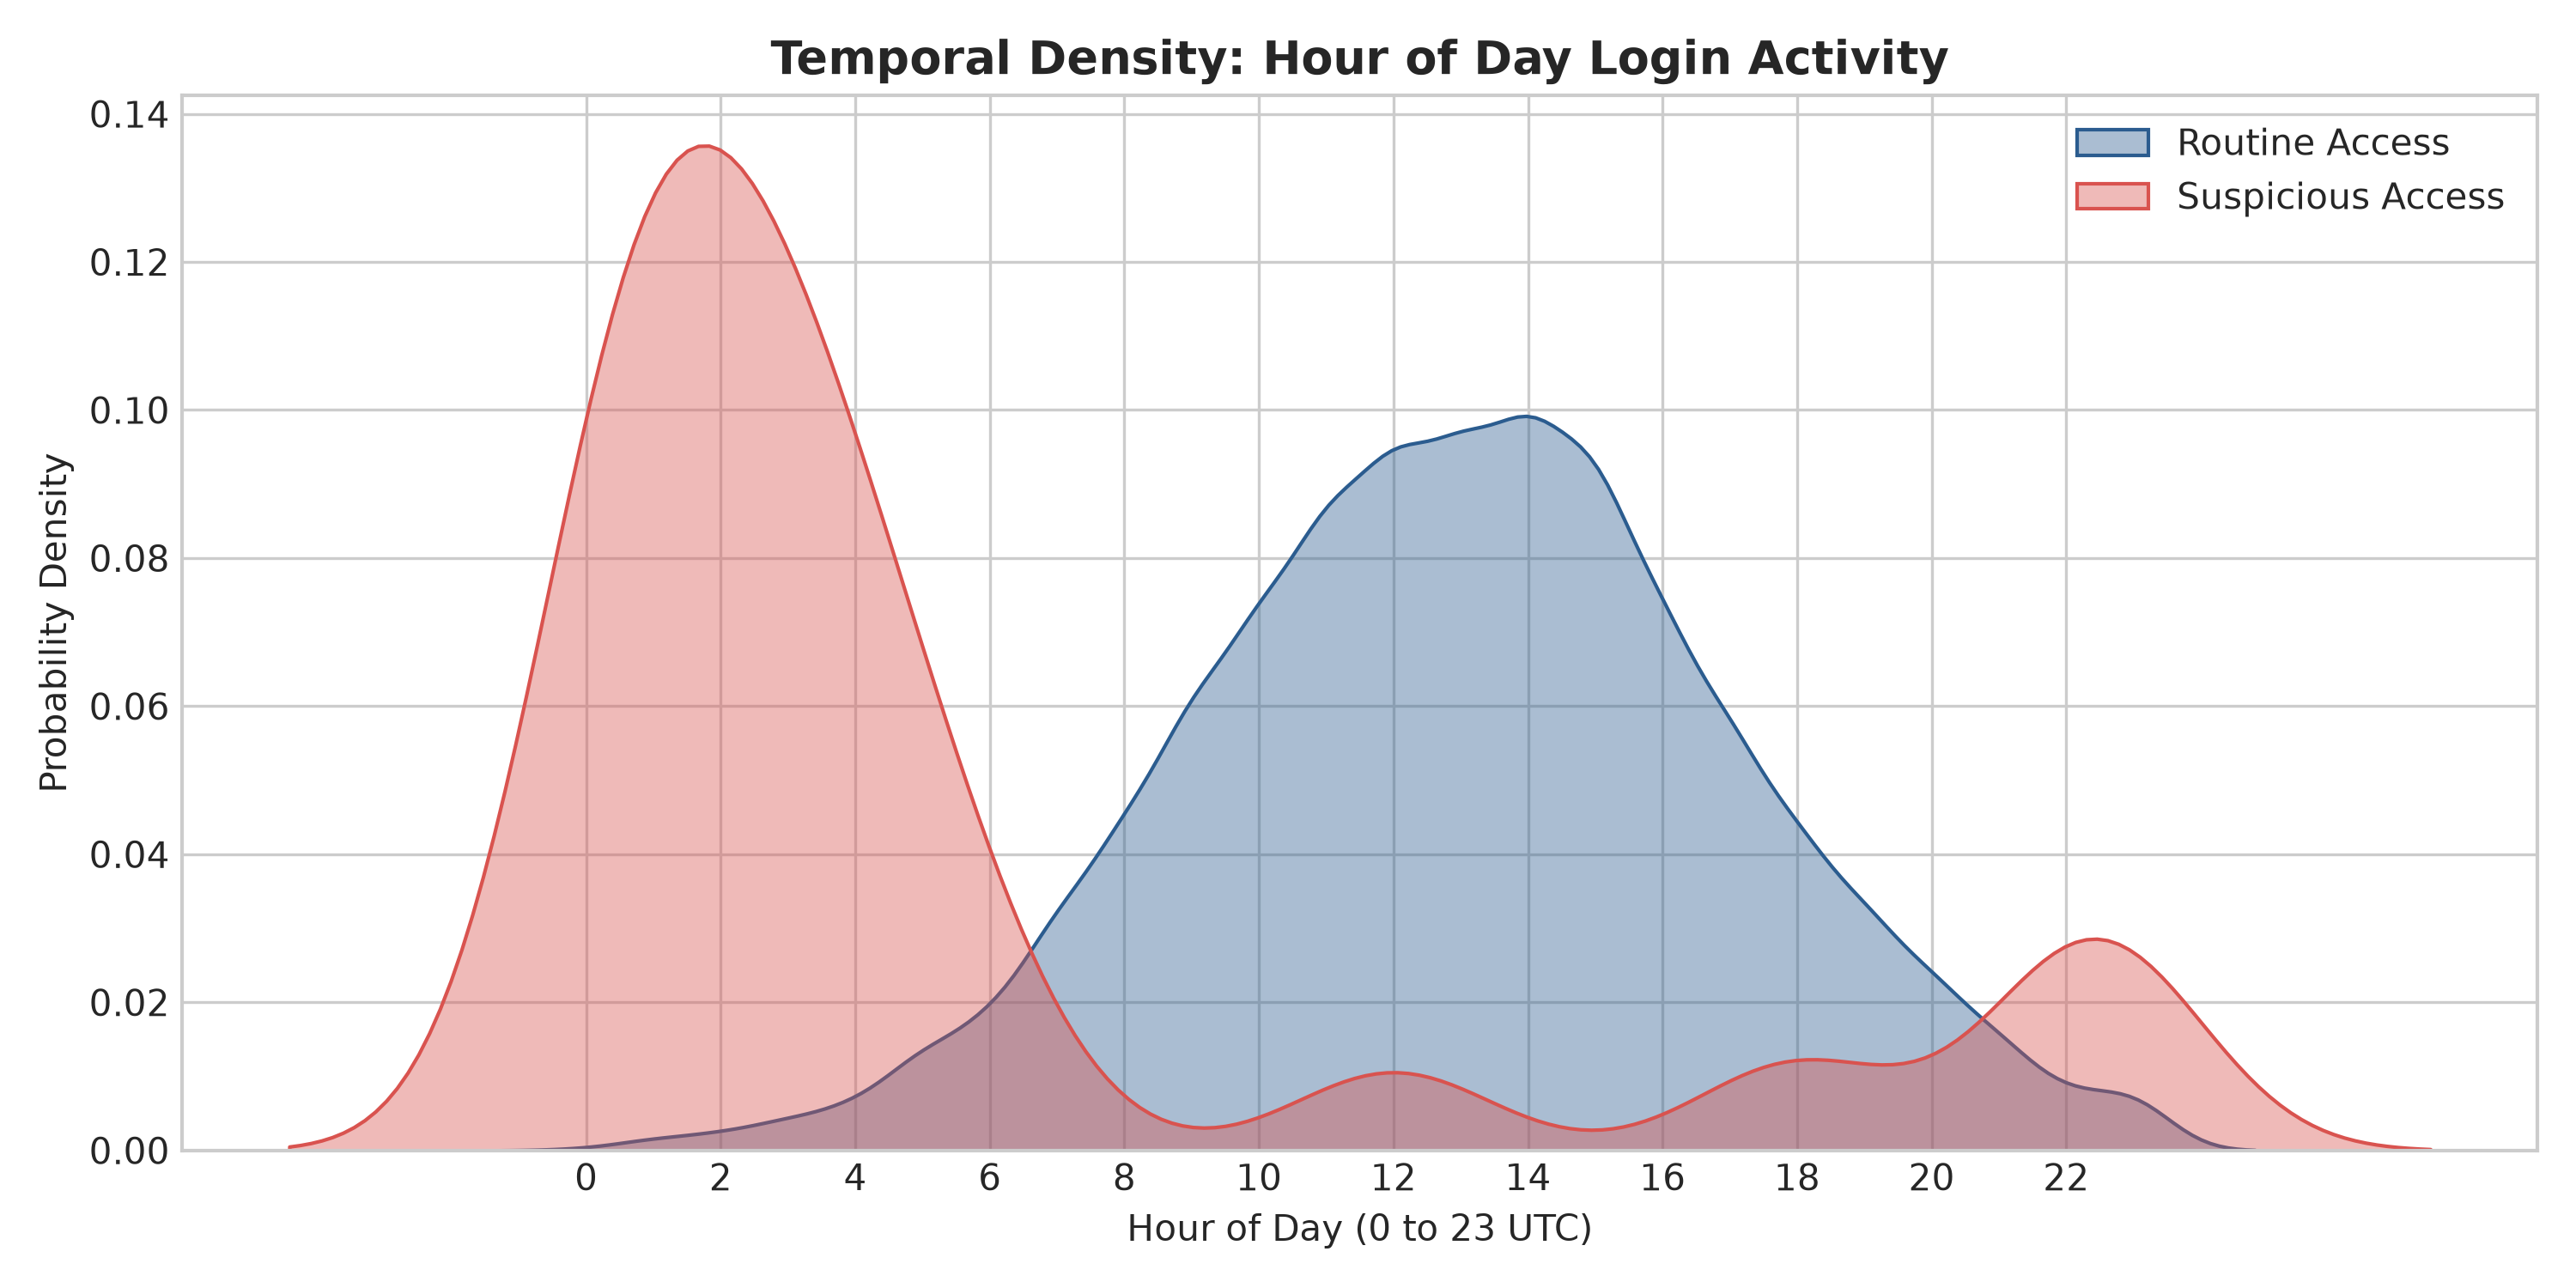 Temporal Density: Hour of Day Login Activity
0.14
0.12
0.10
0.08
0.06
0.04
0.02
0.00
Probability Density
Routine Access
Suspicious Access
0 2 4 6 8 10 12 14 16 18 20 22
Hour of Day (0 to 23 UTC)